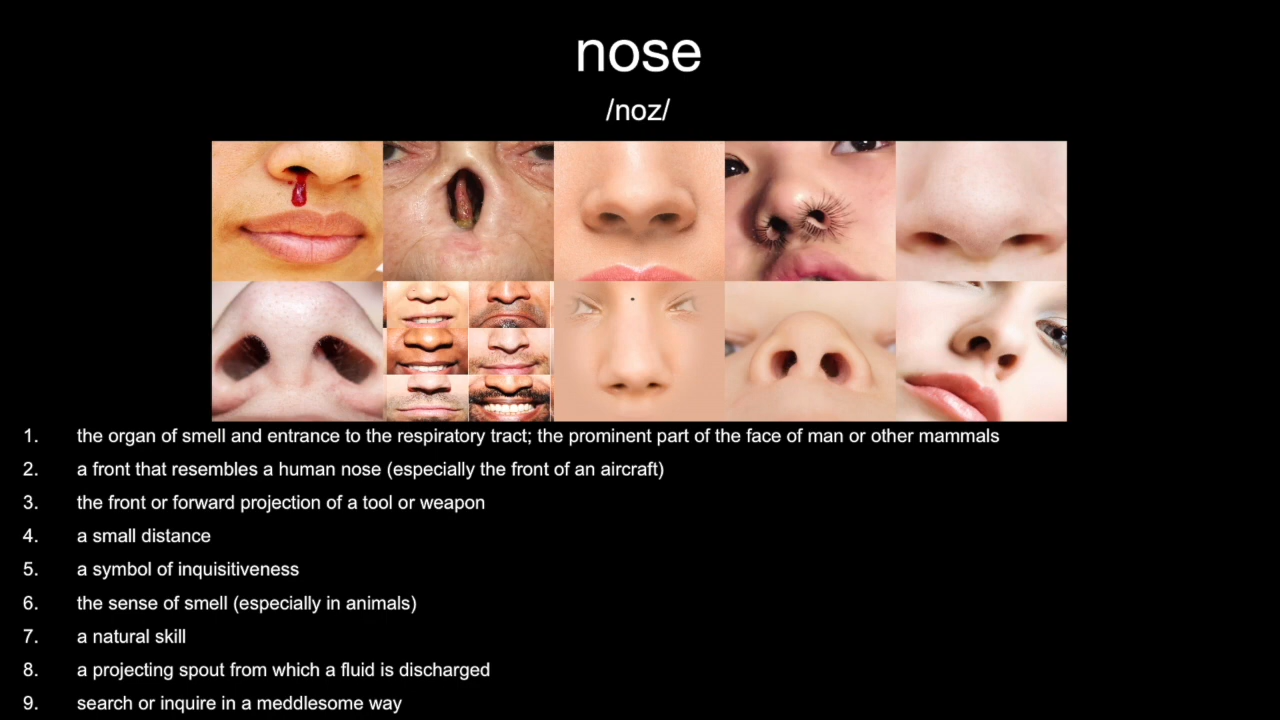 nose
/noz/
1. the organ of smell and entrance to the respiratory tract; the prominent part of the face of man or other mammals
2. a front that resembles a human nose (especially the front of an aircraft)
3. the front or forward projection of a tool or weapon
4. a small distance
5. a symbol of inquisitiveness
6. the sense of smell (especially in animals)
7. a natural skill
8. a projecting spout from which a fluid is discharged
9. search or inquire in a meddlesome way